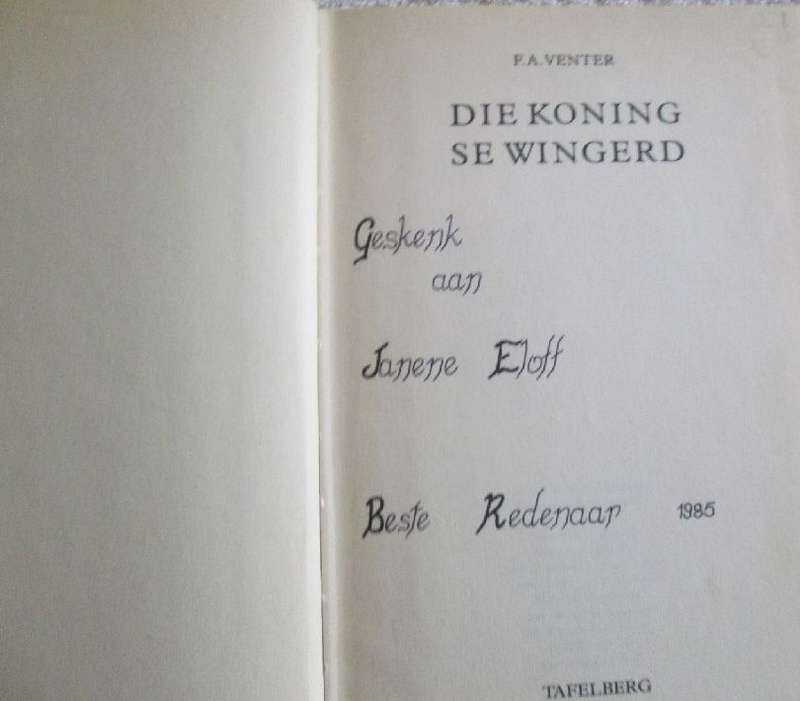 F.A. VENTER
DIE KONING
SE WINGERD
Geskenk
aan
Janene Eloff
Beste Redenaar 1985
TAFELBERG